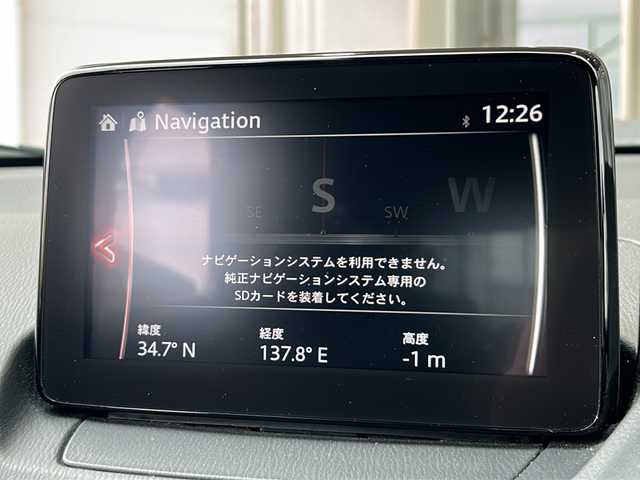 Navigation
12:26
SE S SW W
ナビゲーションシステムを利用できません。
純正ナビゲーションシステム専用の
SDカードを装着してください。
緯度 経度 高度
34.7° N 137.8° E -1 m